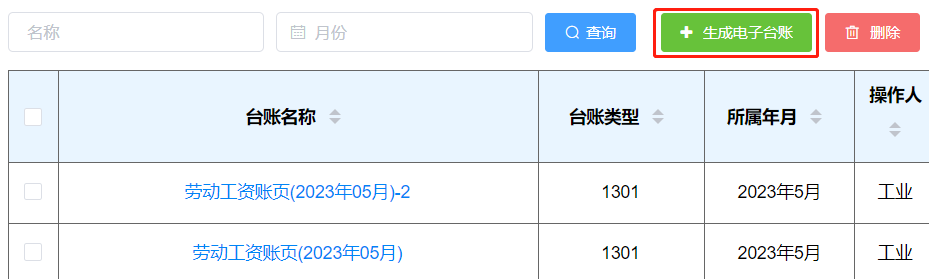 名称 月份 查询 生成电子台账 删除
台账名称 台账类型 所属年月 操作人
劳动工资账页(2023年05月)-2 1301 2023年5月 工业
劳动工资账页(2023年05月) 1301 2023年5月 工业